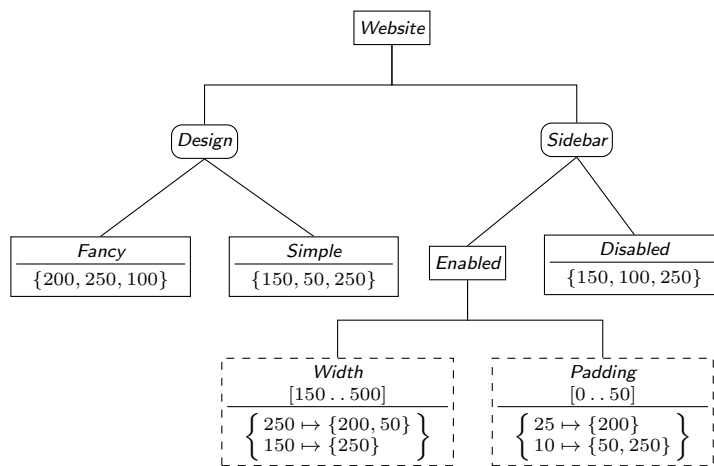 Website
Design
Sidebar
Fancy
{200, 250, 100}
Simple
{150, 50, 250}
Enabled
Disabled
{150, 100, 250}
Width
[150 . . 500]
{ 250 ↦ {200, 50}
150 ↦ {250} }
Padding
[0 . . 50]
{ 25 ↦ {200}
10 ↦ {50, 250} }